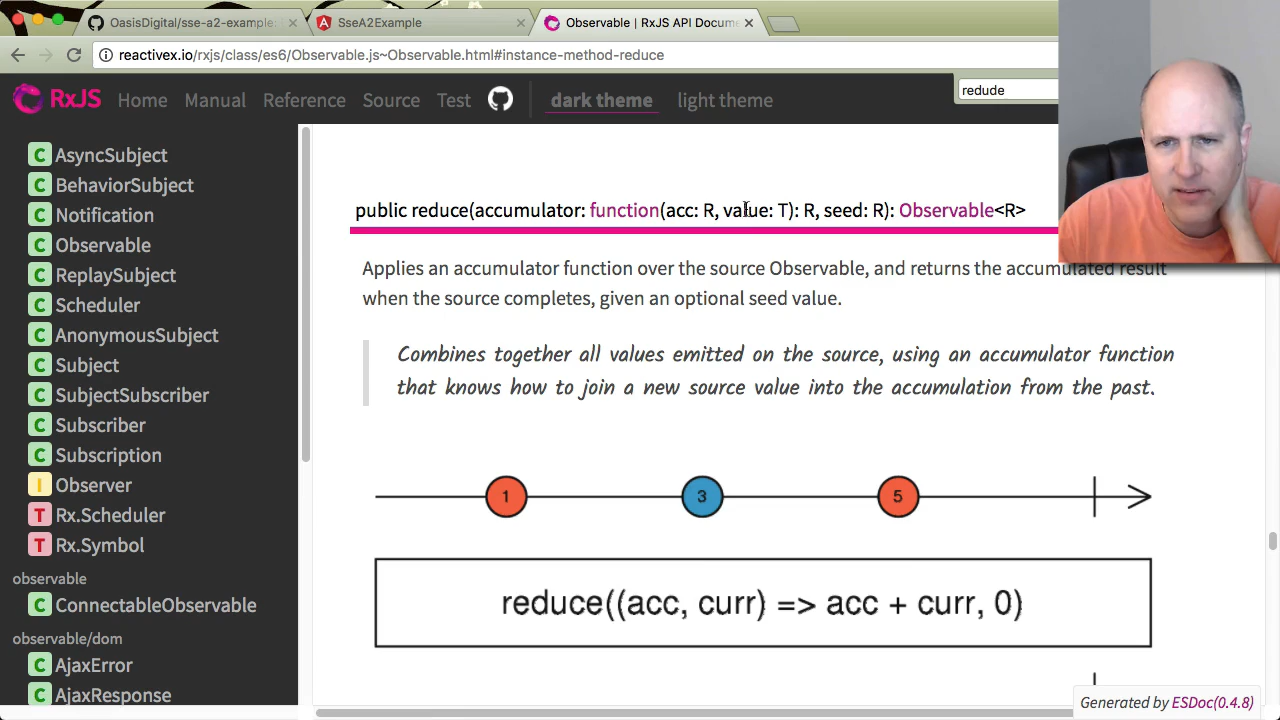 OasisDigital/sse-a2-example:
SseA2Example
Observable | RxJS API Docume
reactivex.io/rxjs/class/es6/Observable.js~Observable.html#instance-method-reduce
RxJS Home Manual Reference Source Test dark theme light theme redude
C AsyncSubject
C BehaviorSubject
C Notification
C Observable
C ReplaySubject
C Scheduler
C AnonymousSubject
C Subject
C SubjectSubscriber
C Subscriber
C Subscription
I Observer
T Rx.Scheduler
T Rx.Symbol
observable
C ConnectableObservable
observable/dom
C AjaxError
C AjaxResponse
public reduce(accumulator: function(acc: R, value: T): R, seed: R): Observable<R>
Applies an accumulator function over the source Observable, and returns the accumulated result
when the source completes, given an optional seed value.
Combines together all values emitted on the source, using an accumulator function
that knows how to join a new source value into the accumulation from the past.
1 3 5
reduce((acc, curr) => acc + curr, 0)
Generated by ESDoc(0.4.8)